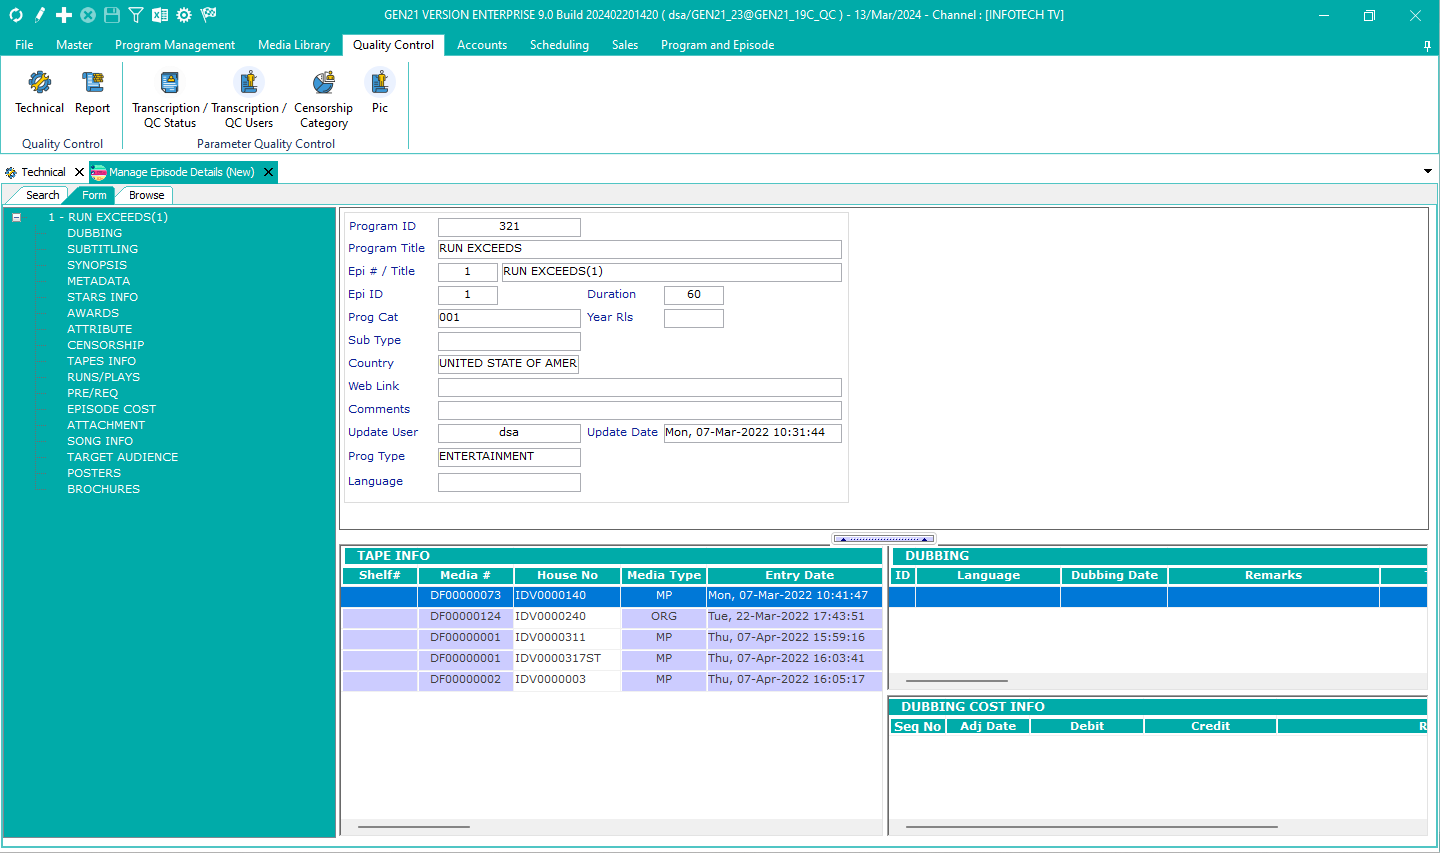 GEN21 VERSION ENTERPRISE 9.0 Build 202402201420 ( dsa/GEN21_23@GEN21_19C_QC ) - 13/Mar/2024 - Channel : [INFOTECH TV]
File Master Program Management Media Library Quality Control Accounts Scheduling Sales Program and Episode
Technical Report Transcription / QC Status Transcription / QC Users Censorship Category Pic
Quality Control Parameter Quality Control
Technical Manage Episode Details (New)
Search Form Browse
1 - RUN EXCEEDS(1)
DUBBING
SUBTITLING
SYNOPSIS
METADATA
STARS INFO
AWARDS
ATTRIBUTE
CENSORSHIP
TAPES INFO
RUNS/PLAYS
PRE/REQ
EPISODE COST
ATTACHMENT
SONG INFO
TARGET AUDIENCE
POSTERS
BROCHURES
Program ID 321
Program Title RUN EXCEEDS
Epi # / Title 1 RUN EXCEEDS(1)
Epi ID 1 Duration 60
Prog Cat 001 Year Rls
Sub Type
Country UNITED STATE OF AMER
Web Link
Comments
Update User dsa Update Date Mon, 07-Mar-2022 10:31:44
Prog Type ENTERTAINMENT
Language
TAPE INFO
Shelf# Media # House No Media Type Entry Date
DF00000073 IDV0000140 MP Mon, 07-Mar-2022 10:41:47
DF00000124 IDV0000240 ORG Tue, 22-Mar-2022 17:43:51
DF00000001 IDV0000311 MP Thu, 07-Apr-2022 15:59:16
DF00000001 IDV0000317ST MP Thu, 07-Apr-2022 16:03:41
DF00000002 IDV0000003 MP Thu, 07-Apr-2022 16:05:17
DUBBING
ID Language Dubbing Date Remarks
DUBBING COST INFO
Seq No Adj Date Debit Credit R